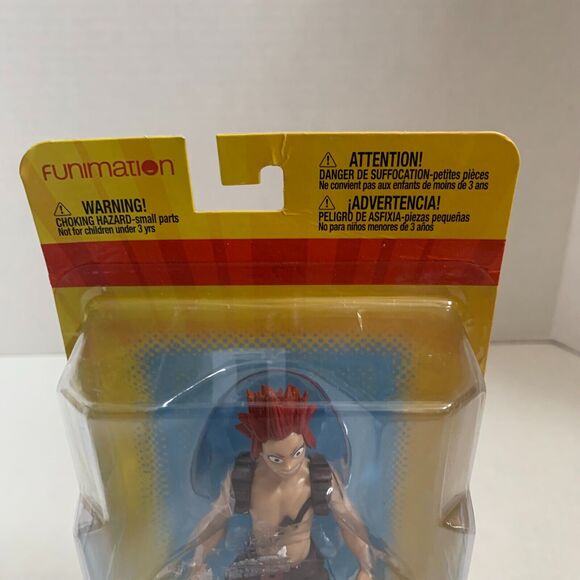 FUNIMATION
⚠ WARNING!
CHOKING HAZARD-small parts
Not for children under 3 yrs
⚠ ATTENTION!
DANGER DE SUFFOCATION-petites pièces
Ne convient pas aux enfants de moins de 3 ans
⚠ ¡ADVERTENCIA!
PELIGRO DE ASFIXIA-piezas pequeñas
No para niños menores de 3 años